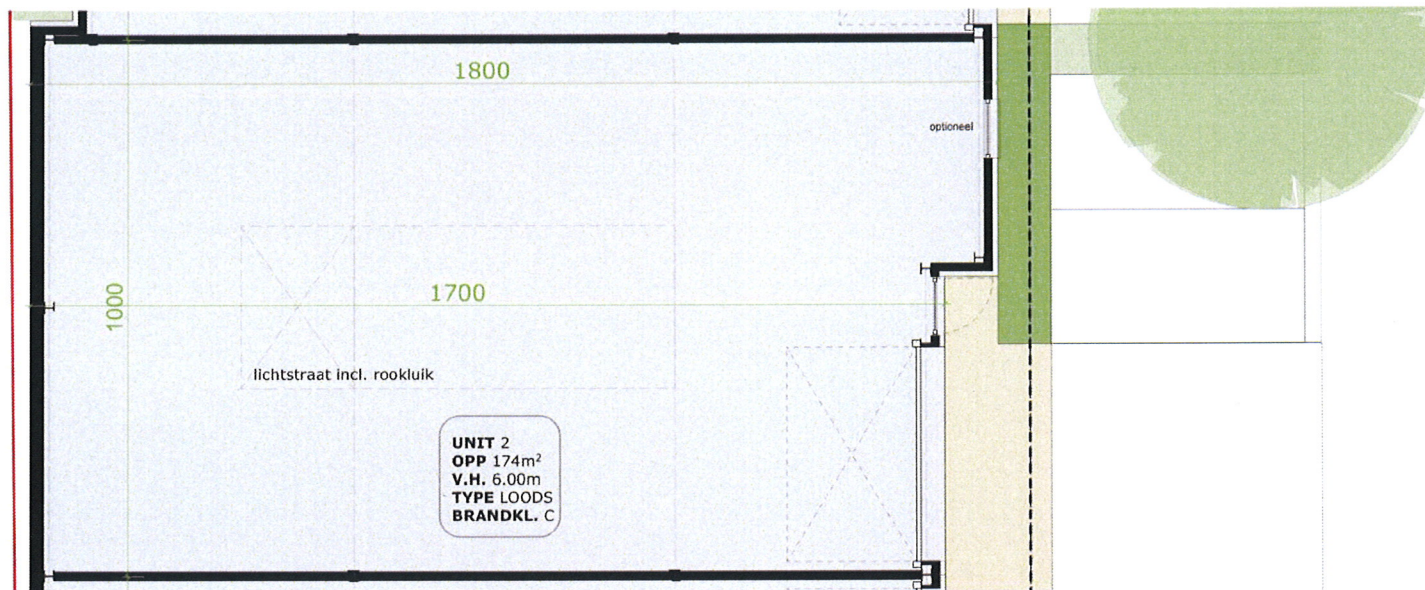 1800
optioneel
1700
1000
lichtstraat incl. rookluik
UNIT 2
OPP 174m²
V.H. 6.00m
TYPE LOODS
BRANDKL. C